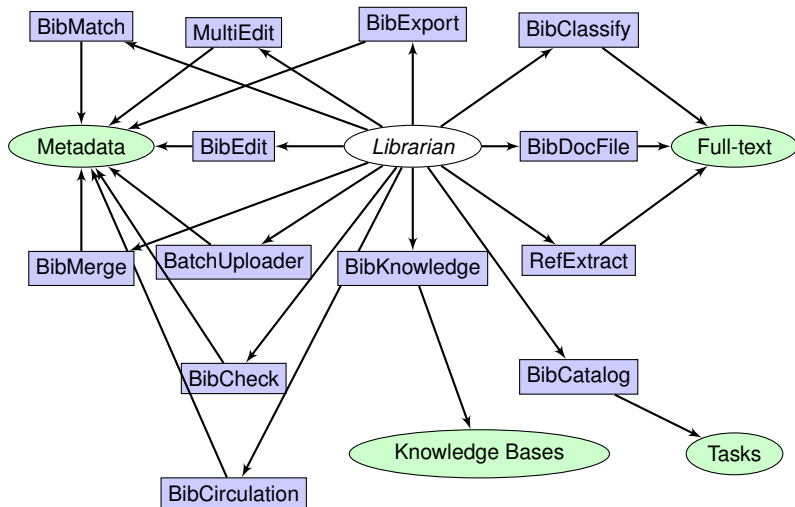 BibMatch
MultiEdit
BibExport
BibClassify
Metadata
BibEdit
Librarian
BibDocFile
Full-text
BibMerge
BatchUploader
BibKnowledge
RefExtract
BibCheck
BibCatalog
Knowledge Bases
Tasks
BibCirculation